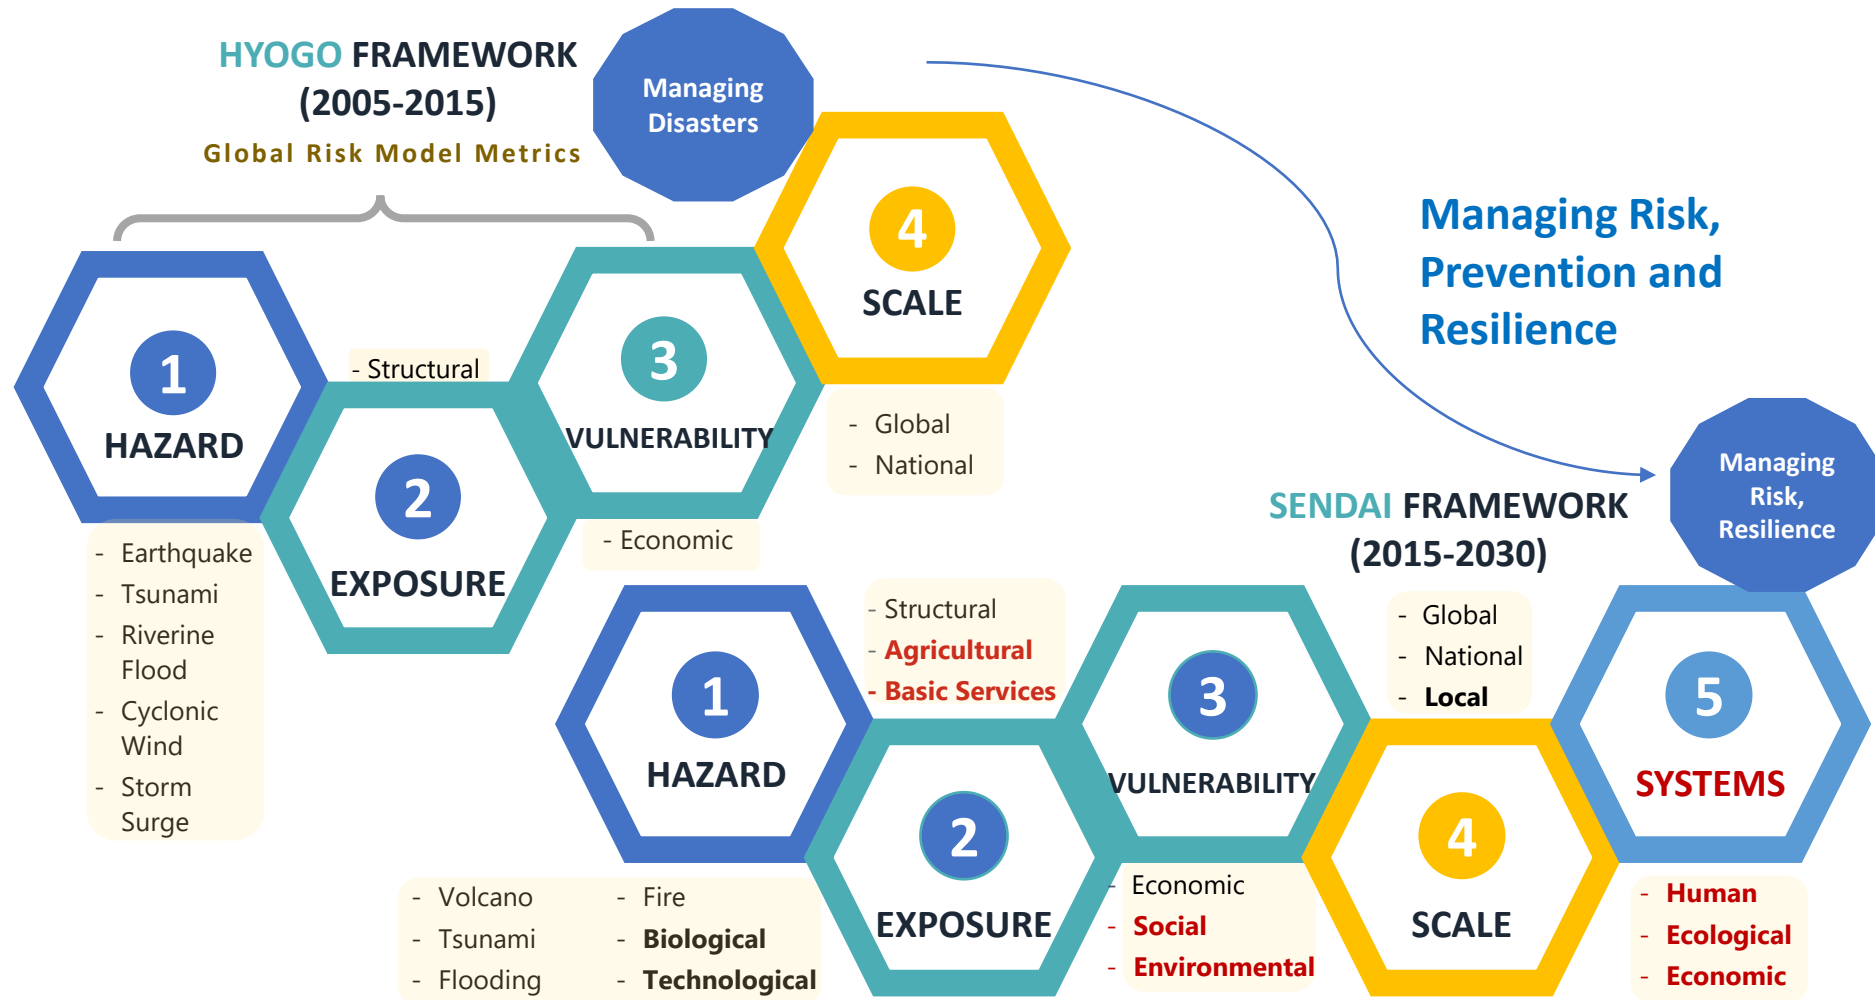 HYOGO FRAMEWORK
(2005-2015)
Global Risk Model Metrics
Managing
Disasters
1
HAZARD
- Earthquake
- Tsunami
- Riverine
Flood
- Cyclonic
Wind
- Storm
Surge
- Structural
2
EXPOSURE
3
VULNERABILITY
- Economic
4
SCALE
- Global
- National
Managing Risk,
Prevention and
Resilience
Managing
Risk,
Resilience
SENDAI FRAMEWORK
(2015-2030)
1
HAZARD
- Volcano
- Tsunami
- Flooding
- Fire
- Biological
- Technological
- Structural
- Agricultural
- Basic Services
2
EXPOSURE
3
VULNERABILITY
- Economic
- Social
- Environmental
- Global
- National
- Local
4
SCALE
5
SYSTEMS
- Human
- Ecological
- Economic